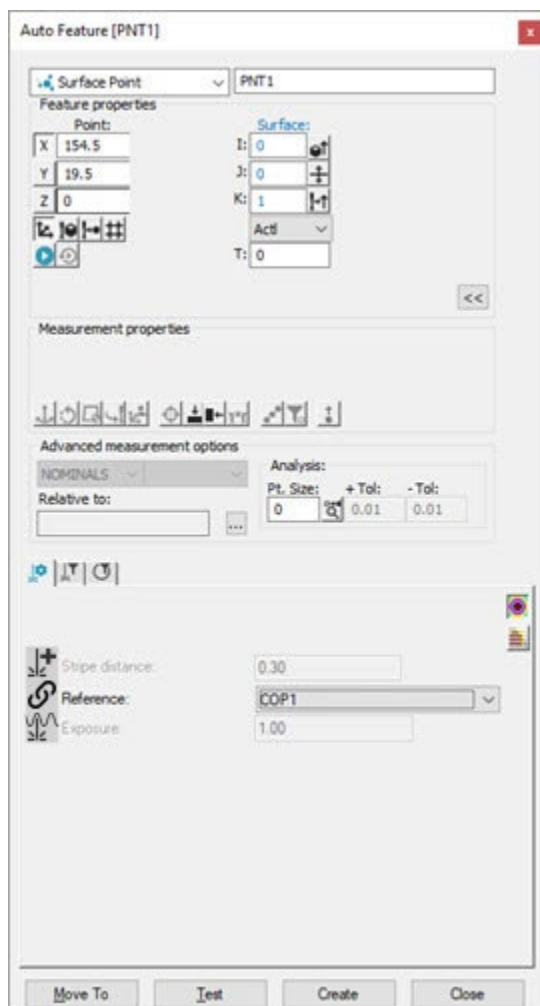 Auto Feature [PNT1]
x
Surface Point PNT1
Feature properties
Point: Surface:
X 154.5 I: 0
Y 19.5 J: 0
Z 0 K: 1
Actl
T: 0
<<
Measurement properties
Advanced measurement options
NOMINALS Analysis:
Pt. Size: + Tol: - Tol:
Relative to: 0 0.01 0.01
...
Stripe distance: 0.30
Reference: COP1
Exposure: 1.00
Move To Test Create Close